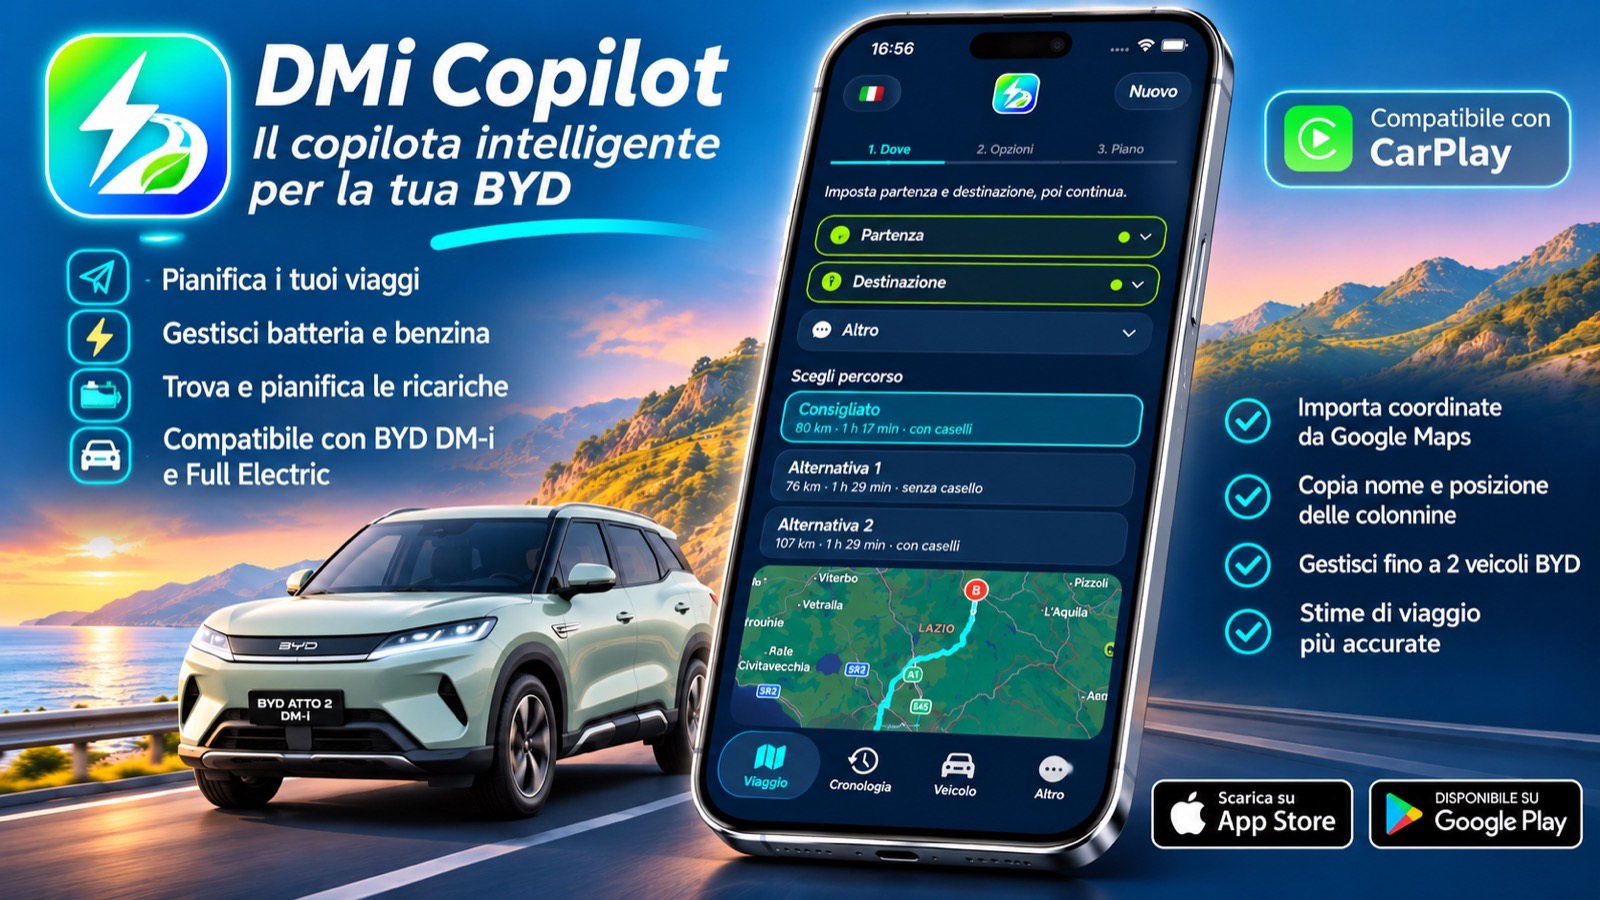 DMi Copilot
Il copilota intelligente
per la tua BYD
Pianifica i tuoi viaggi
Gestisci batteria e benzina
Trova e pianifica le ricariche
Compatibile con BYD DM-i
e Full Electric
BYD
BYD ATTO 2
DM-i
16:56
Nuovo
1. Dove
2. Opzioni
3. Piano
Imposta partenza e destinazione, poi continua.
Partenza
Destinazione
Altro
Scegli percorso
Consigliato
80 km · 1 h 17 min · con caselli
Alternativa 1
76 km · 1 h 29 min · senza casello
Alternativa 2
107 km · 1 h 29 min · con caselli
Viterbo
B
Pizzoli
Vetralla
L'Aquila
LAZIO
Civitavecchia
SR2
A1
SR2
E45
Viaggio
Cronologia
Veicolo
Altro
Compatibile con
CarPlay
Importa coordinate
da Google Maps
Copia nome e posizione
delle colonnine
Gestisci fino a 2 veicoli BYD
Stime di viaggio
più accurate
Scarica su
App Store
DISPONIBILE SU
Google Play